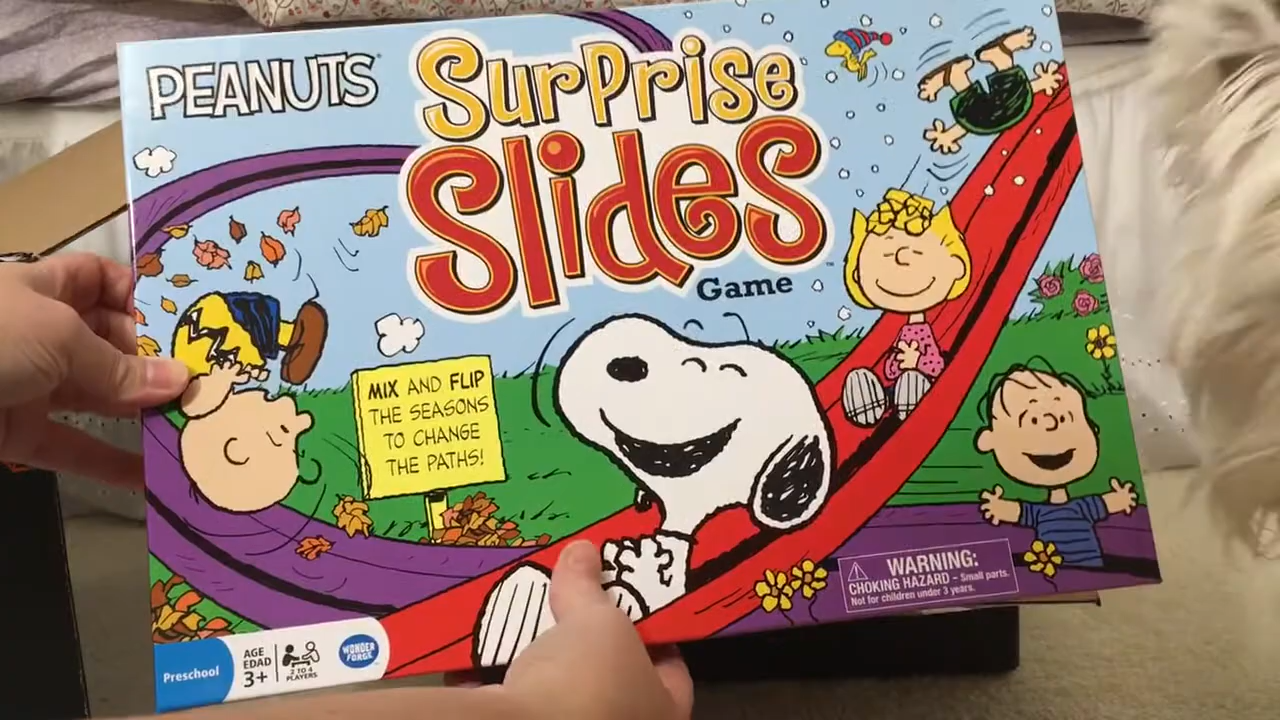 PEANUTS
Surprise
Slides
Game
MIX AND FLIP
THE SEASONS
TO CHANGE
THE PATHS!
WARNING:
CHOKING HAZARD – Small parts.
Not for children under 3 years.
Preschool
AGE
EDAD
3+
2 TO 4
PLAYERS
WONDER
FORGE